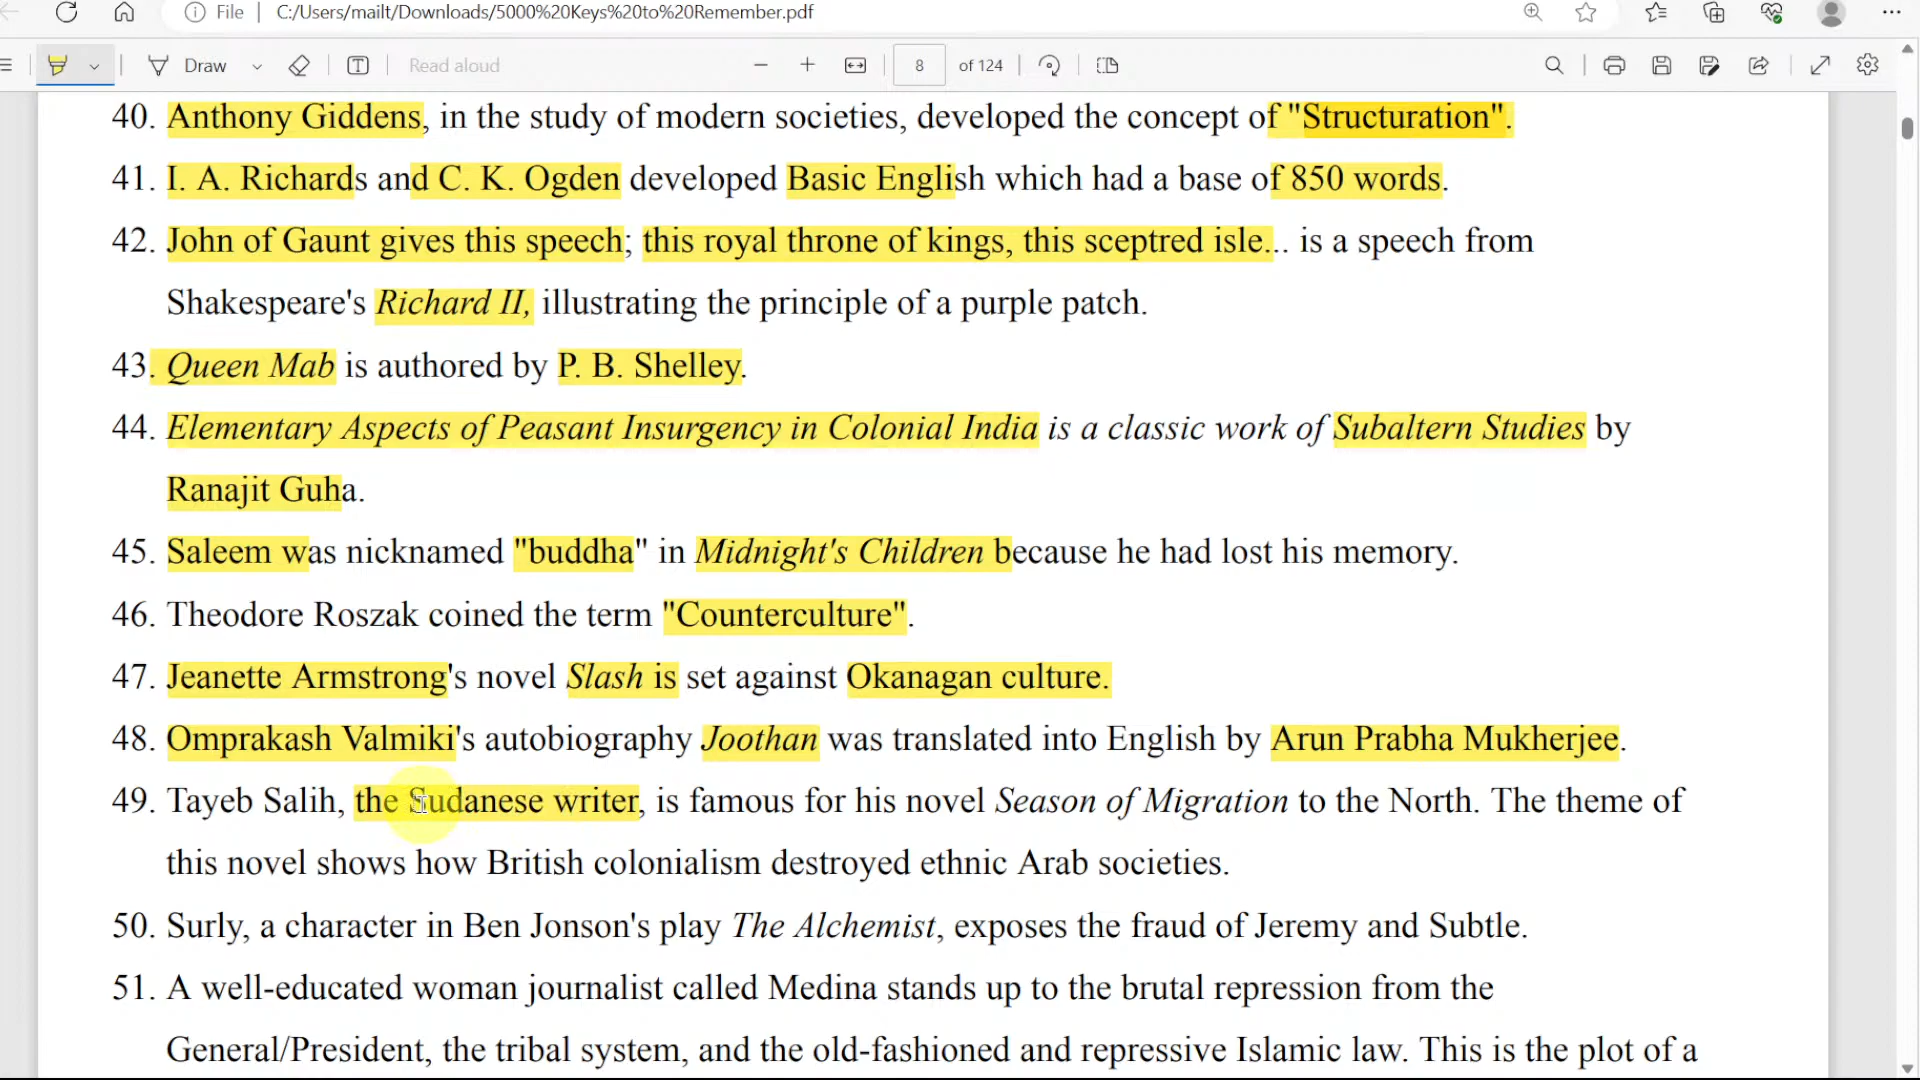 File | C:/Users/mailt/Downloads/5000%20Keys%20to%20Remember.pdf
Draw Read aloud 8 of 124
40. Anthony Giddens, in the study of modern societies, developed the concept of "Structuration".
41. I. A. Richards and C. K. Ogden developed Basic English which had a base of 850 words.
42. John of Gaunt gives this speech; this royal throne of kings, this sceptred isle... is a speech from
Shakespeare's Richard II, illustrating the principle of a purple patch.
43. Queen Mab is authored by P. B. Shelley.
44. Elementary Aspects of Peasant Insurgency in Colonial India is a classic work of Subaltern Studies by
Ranajit Guha.
45. Saleem was nicknamed "buddha" in Midnight's Children because he had lost his memory.
46. Theodore Roszak coined the term "Counterculture".
47. Jeanette Armstrong's novel Slash is set against Okanagan culture.
48. Omprakash Valmiki's autobiography Joothan was translated into English by Arun Prabha Mukherjee.
49. Tayeb Salih, the Sudanese writer, is famous for his novel Season of Migration to the North. The theme of
this novel shows how British colonialism destroyed ethnic Arab societies.
50. Surly, a character in Ben Jonson's play The Alchemist, exposes the fraud of Jeremy and Subtle.
51. A well-educated woman journalist called Medina stands up to the brutal repression from the
General/President, the tribal system, and the old-fashioned and repressive Islamic law. This is the plot of a